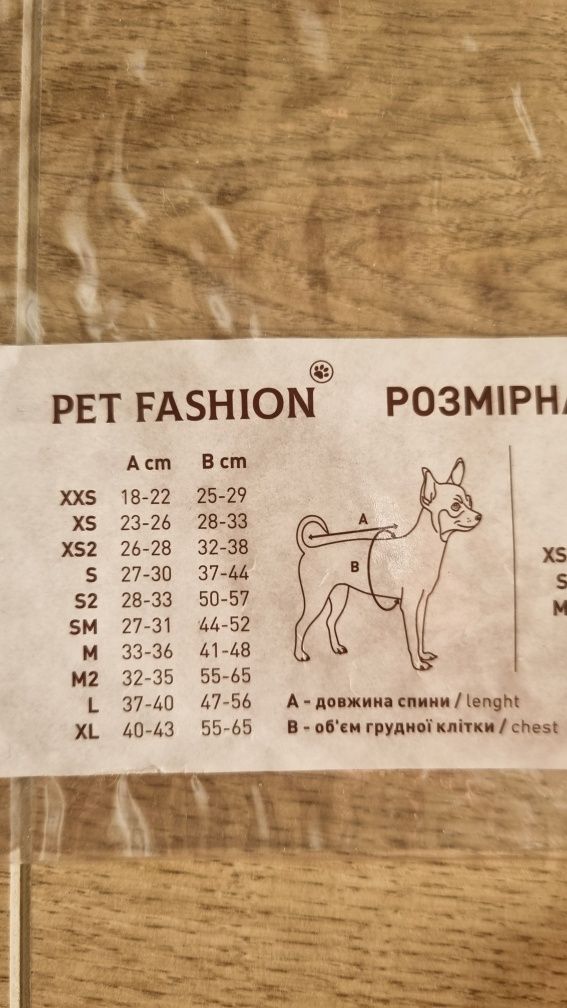 PET FASHION
РОЗМІРНА
A cm B cm
XXS 18-22 25-29
XS 23-26 28-33
XS2 26-28 32-38
S 27-30 37-44
S2 28-33 50-57
SM 27-31 44-52
M 33-36 41-48
M2 32-35 55-65
L 37-40 47-56
XL 40-43 55-65
A
B
A - довжина спини / lenght
B - об'єм грудної клітки / chest
XS
S
M